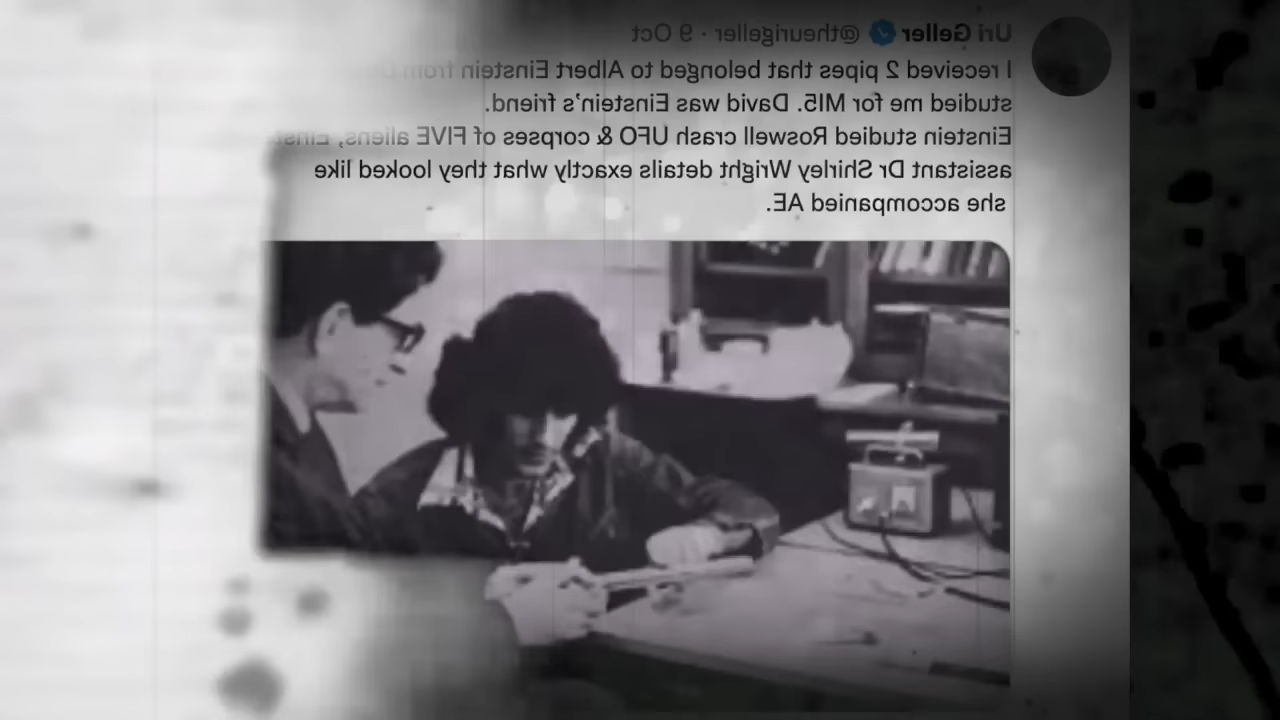 Uri Geller @theurigeller · 9 Oct
I received 2 pipes that belonged to Albert Einstein from
studied me for MI5. David was Einstein's friend.
Einstein studied Roswell crash UFO & corpses of FIVE aliens,
assistant Dr Shirley Wright details exactly what they looked like
she accompanied AE.